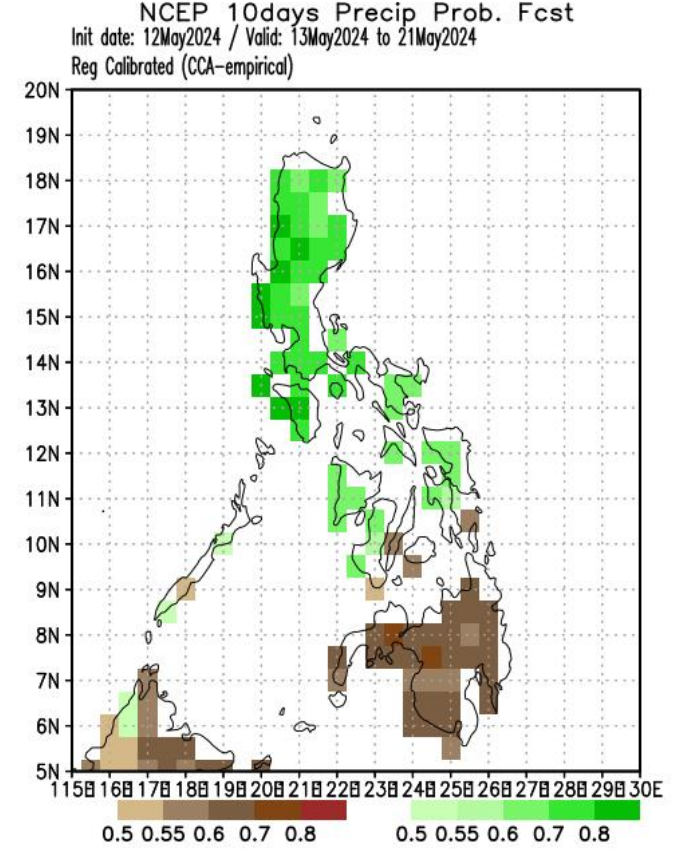 NCEP 10days Precip Prob. Fcst
Init date: 12May2024 / Valid: 13May2024 to 21May2024
Reg Calibrated (CCA-empirical)
20N
19N
18N
17N
16N
15N
14N
13N
12N
11N
10N
9N
8N
7N
6N
5N
115E 116E 117E 118E 119E 120E 121E 122E 123E 124E 125E 126E 127E 128E 129E 130E
0.5 0.55 0.6 0.7 0.8 0.5 0.55 0.6 0.7 0.8